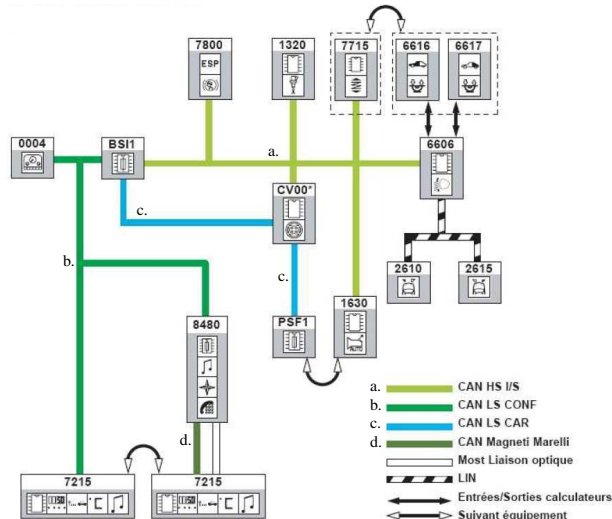 7800
1320
7715
6616
6617
ESP
0004
BSI1
a.
6606
CV00*
c.
b.
c.
2610
2615
8480
PSF1
1630
AUTO
d.
7215
7215
a. CAN HS I/S
b. CAN LS CONF
c. CAN LS CAR
d. CAN Magneti Marelli
Most Liaison optique
LIN
Entrées/Sorties calculateurs
Suivant équipement